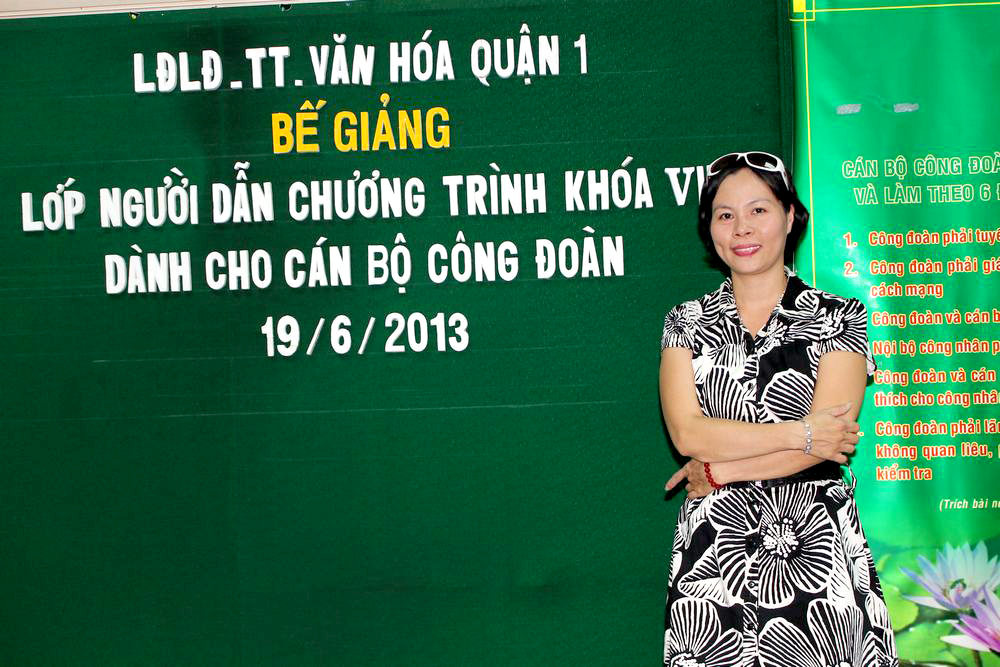 LĐLĐ - TT. VĂN HÓA QUẬN 1
BẾ GIẢNG
LỚP NGƯỜI DẪN CHƯƠNG TRÌNH KHÓA
DÀNH CHO CÁN BỘ CÔNG ĐOÀN
19/6/2013
CÁN BỘ CÔNG ĐOÀ
VÀ LÀM THEO 6
1. Công đoàn phải tuyê
2. Công đoàn phải giá
cách mạng
Công đoàn và cán b
Nội bộ công nhân p
Công đoàn và cán
thích cho công nhâ
Công đoàn phải lã
không quan liêu,
kiểm tra
(Trích bài